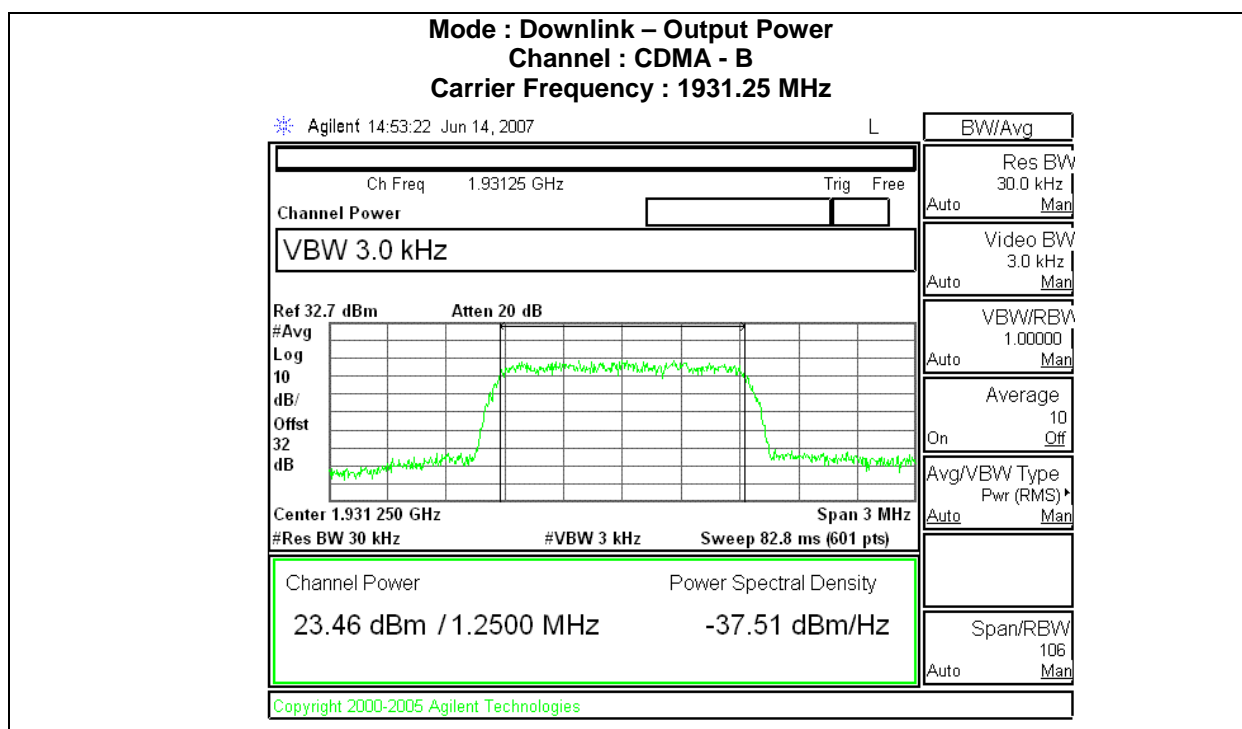 Mode : Downlink – Output Power
Channel : CDMA - B
Carrier Frequency : 1931.25 MHz
Agilent 14:53:22 Jun 14, 2007 L
BW/Avg
Ch Freq 1.93125 GHz Trig Free
Channel Power
VBW 3.0 kHz
Ref 32.7 dBm Atten 20 dB
#Avg
Log
10
dB/
Offst
32
dB
Center 1.931 250 GHz Span 3 MHz
#Res BW 30 kHz #VBW 3 kHz Sweep 82.8 ms (601 pts)
Channel Power Power Spectral Density
23.46 dBm / 1.2500 MHz -37.51 dBm/Hz
Res BW
30.0 kHz
Auto Man
Video BW
3.0 kHz
Auto Man
VBW/RBW
1.00000
Auto Man
Average
10
On Off
Avg/VBW Type
Pwr (RMS)
Auto Man
Span/RBW
106
Auto Man
Copyright 2000-2005 Agilent Technologies